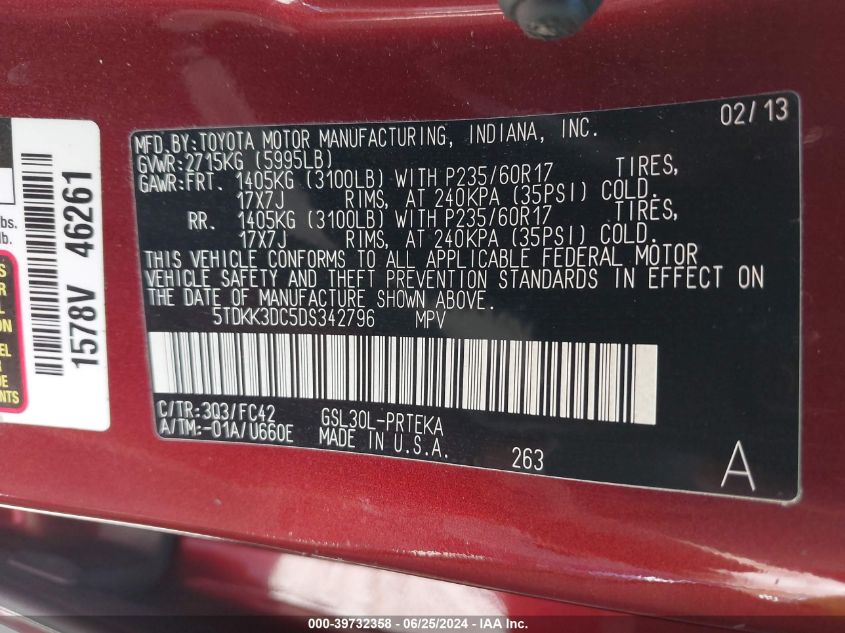 02/13
MFD.BY:TOYOTA MOTOR MANUFACTURING, INDIANA, INC.
GVWR:2715KG (5995LB)
GAWR:FRT. 1405KG (3100LB) WITH P235/60R17 TIRES,
17X7J RIMS, AT 240KPA (35PSI) COLD.
RR. 1405KG (3100LB) WITH P235/60R17 TIRES,
17X7J RIMS, AT 240KPA (35PSI) COLD.
THIS VEHICLE CONFORMS TO ALL APPLICABLE FEDERAL MOTOR
VEHICLE SAFETY AND THEFT PREVENTION STANDARDS IN EFFECT ON
THE DATE OF MANUFACTURE SHOWN ABOVE.
5TDKK3DC5DS342796 MPV
C/TR:3Q3/FC42 GSL30L-PRTEKA
A/TM:-01A/U660E MADE IN U.S.A.
263
A
1578V 46261
lbs.
lb.
000-39732358 - 06/25/2024 - IAAI.com